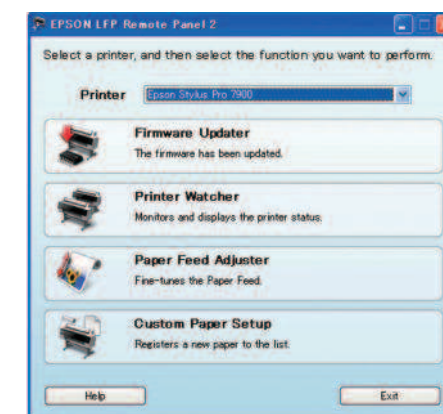 EPSON LFP Remote Panel 2
Select a printer, and then select the function you want to perform.
Printer
Epson Stylus Pro 7900
Firmware Updater
The firmware has been updated.
Printer Watcher
Monitors and displays the printer status.
Paper Feed Adjuster
Fine-tunes the Paper Feed.
Custom Paper Setup
Registers a new paper to the list.
Help
Exit